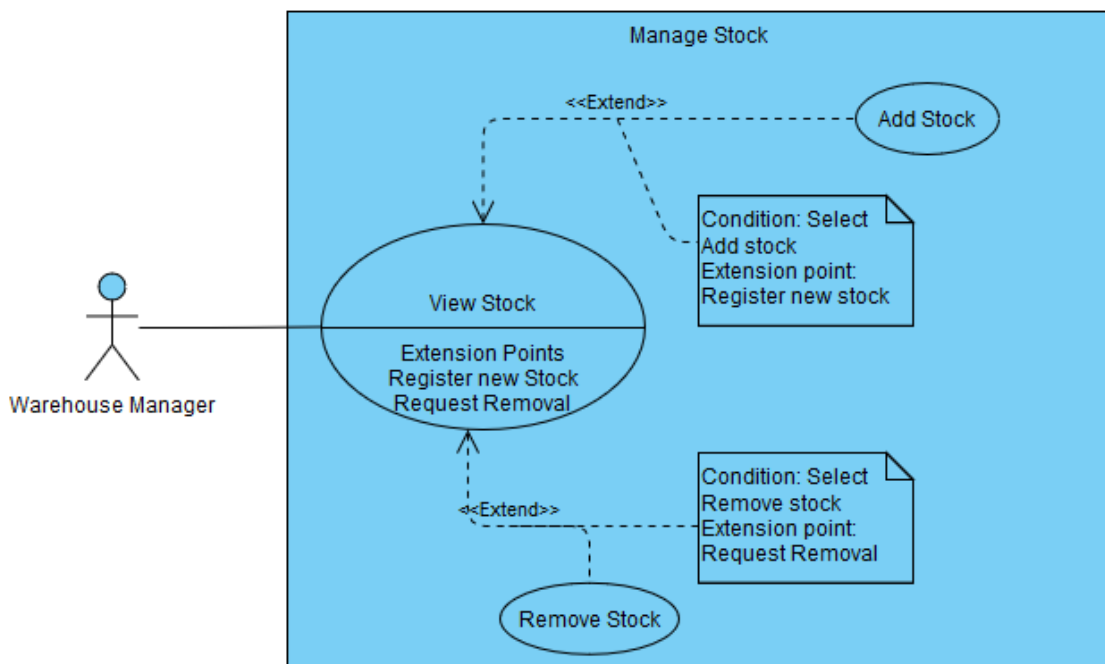 Manage Stock
<<Extend>>
Add Stock
Condition: Select
Add stock
Extension point:
Register new stock
View Stock
Extension Points
Register new Stock
Request Removal
Warehouse Manager
Condition: Select
Remove stock
Extension point:
Request Removal
<<Extend>>
Remove Stock